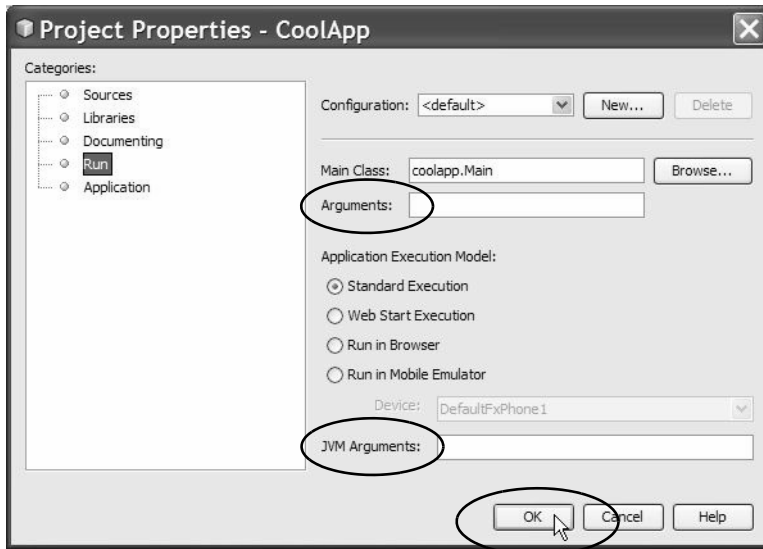 Project Properties - CoolApp
Categories:
Sources
Libraries
Documenting
Run
Application
Configuration: <default> New... Delete
Main Class: coolapp.Main Browse...
Arguments:
Application Execution Model:
Standard Execution
Web Start Execution
Run in Browser
Run in Mobile Emulator
Device: DefaultFxPhone1
JVM Arguments:
OK Cancel Help